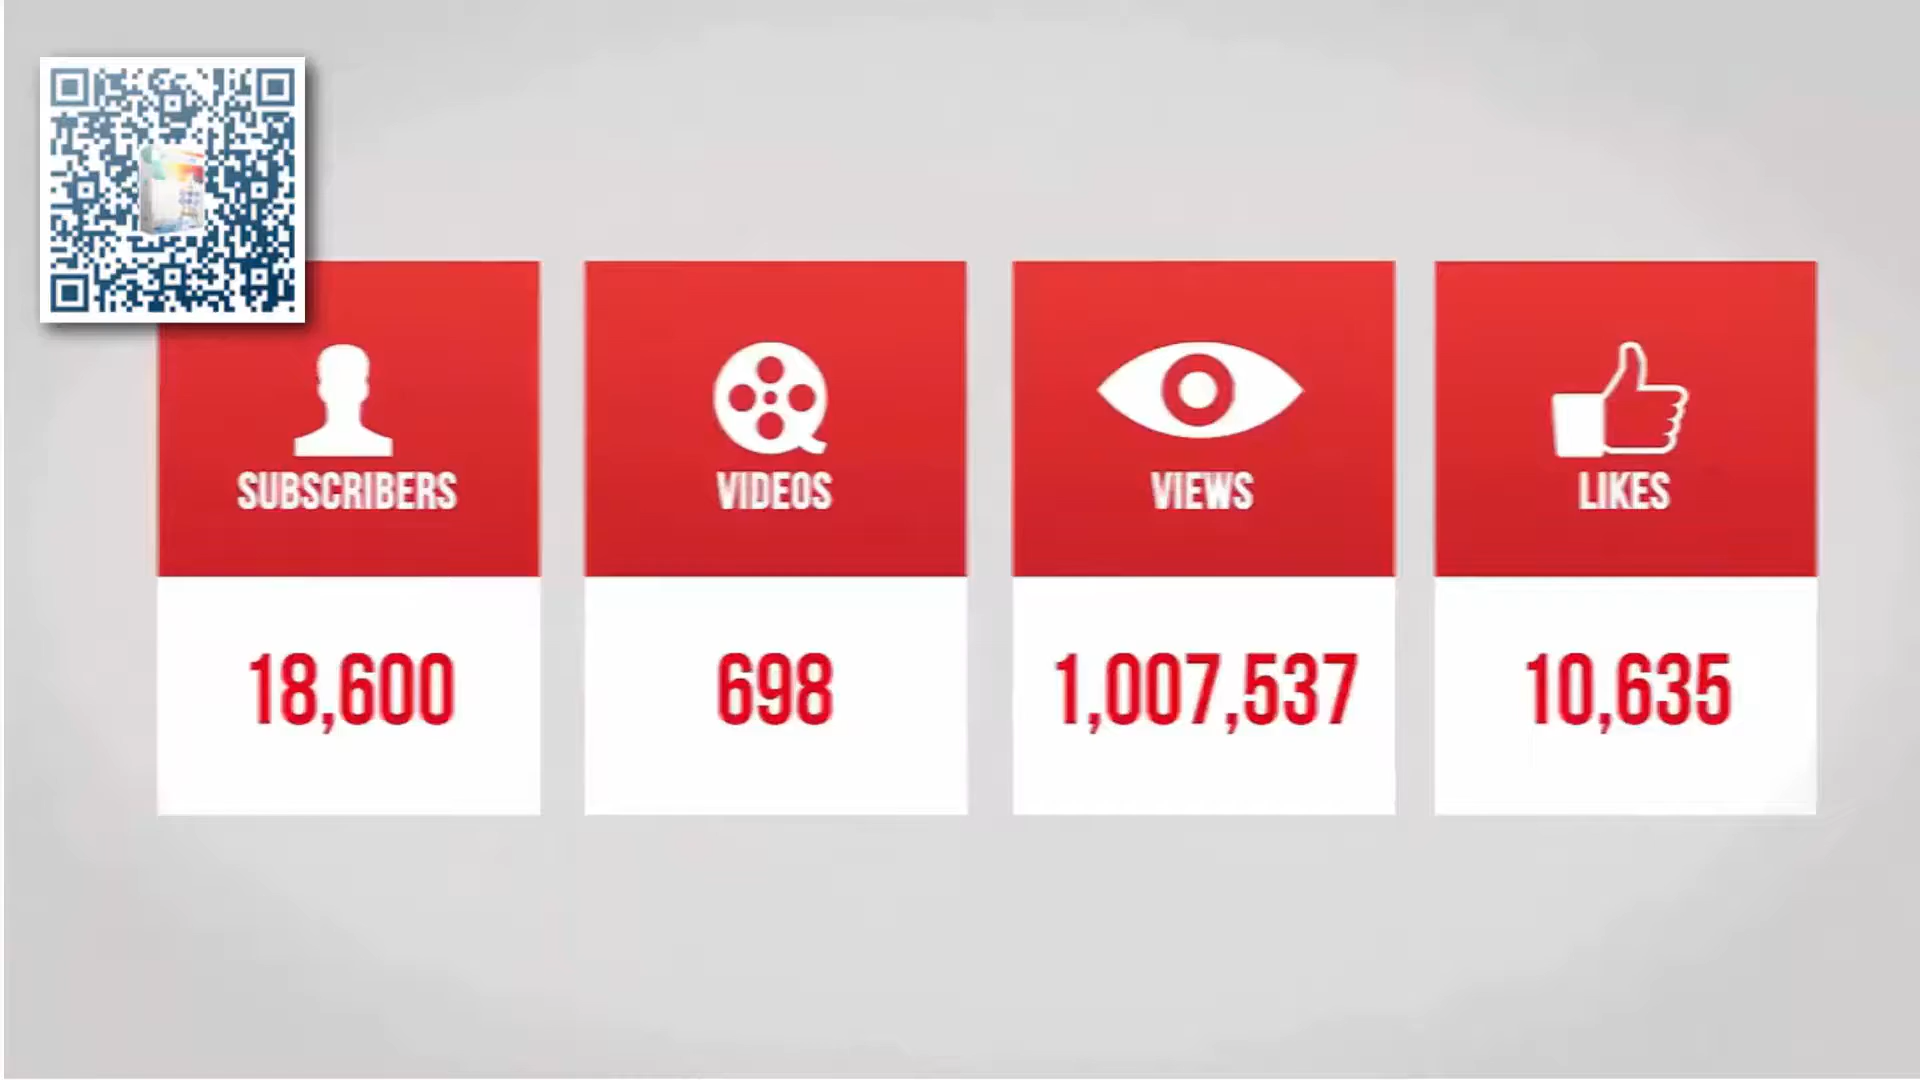 SUBSCRIBERS
18,600
VIDEOS
698
VIEWS
1,007,537
LIKES
10,635